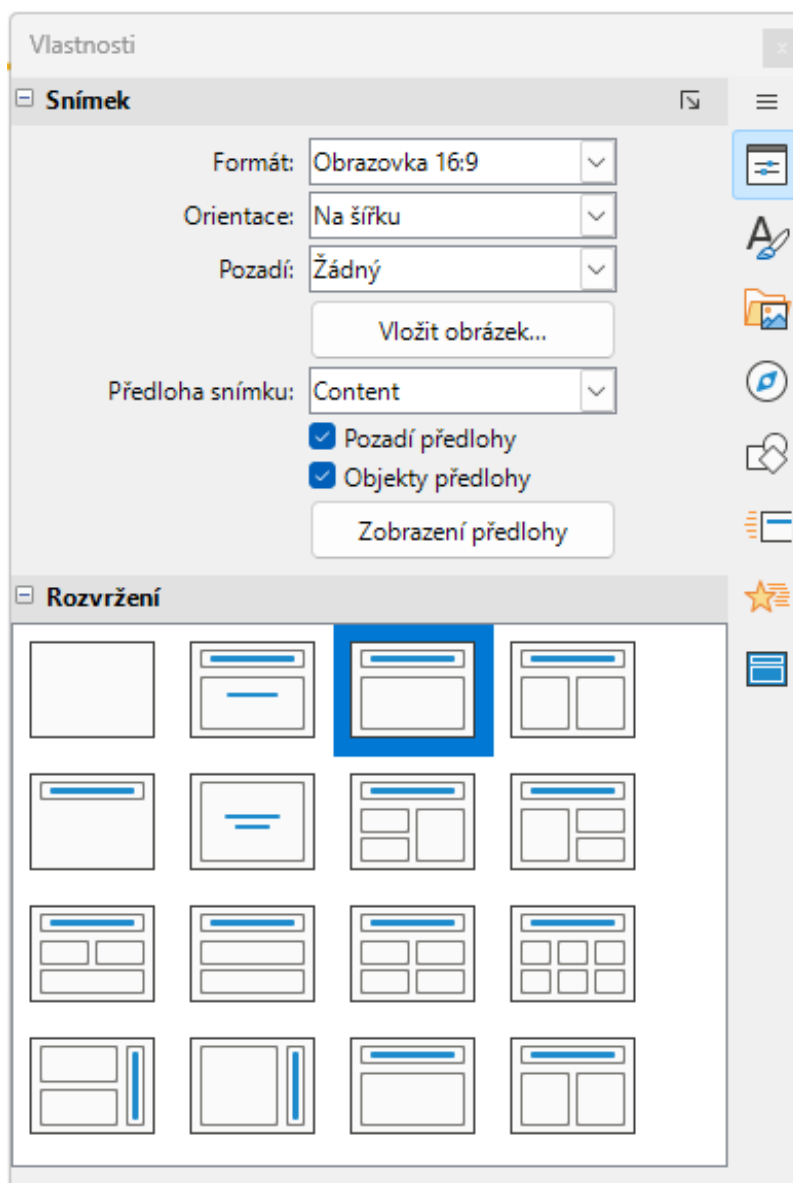 Vlastnosti
Snímek
Formát: Obrazovka 16:9
Orientace: Na šířku
Pozadí: Žádný
Vložit obrázek...
Předloha snímku: Content
Pozadí předlohy
Objekty předlohy
Zobrazení předlohy
Rozvržení